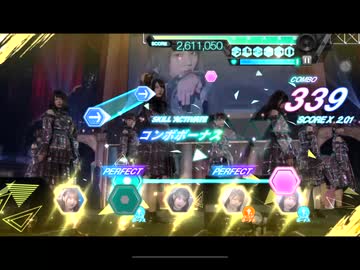 SCORE 2,611,050
COMBO
339
SCORE X 2.01
SKILL ACTIVATE
コンボボーナス
PERFECT PERFECT